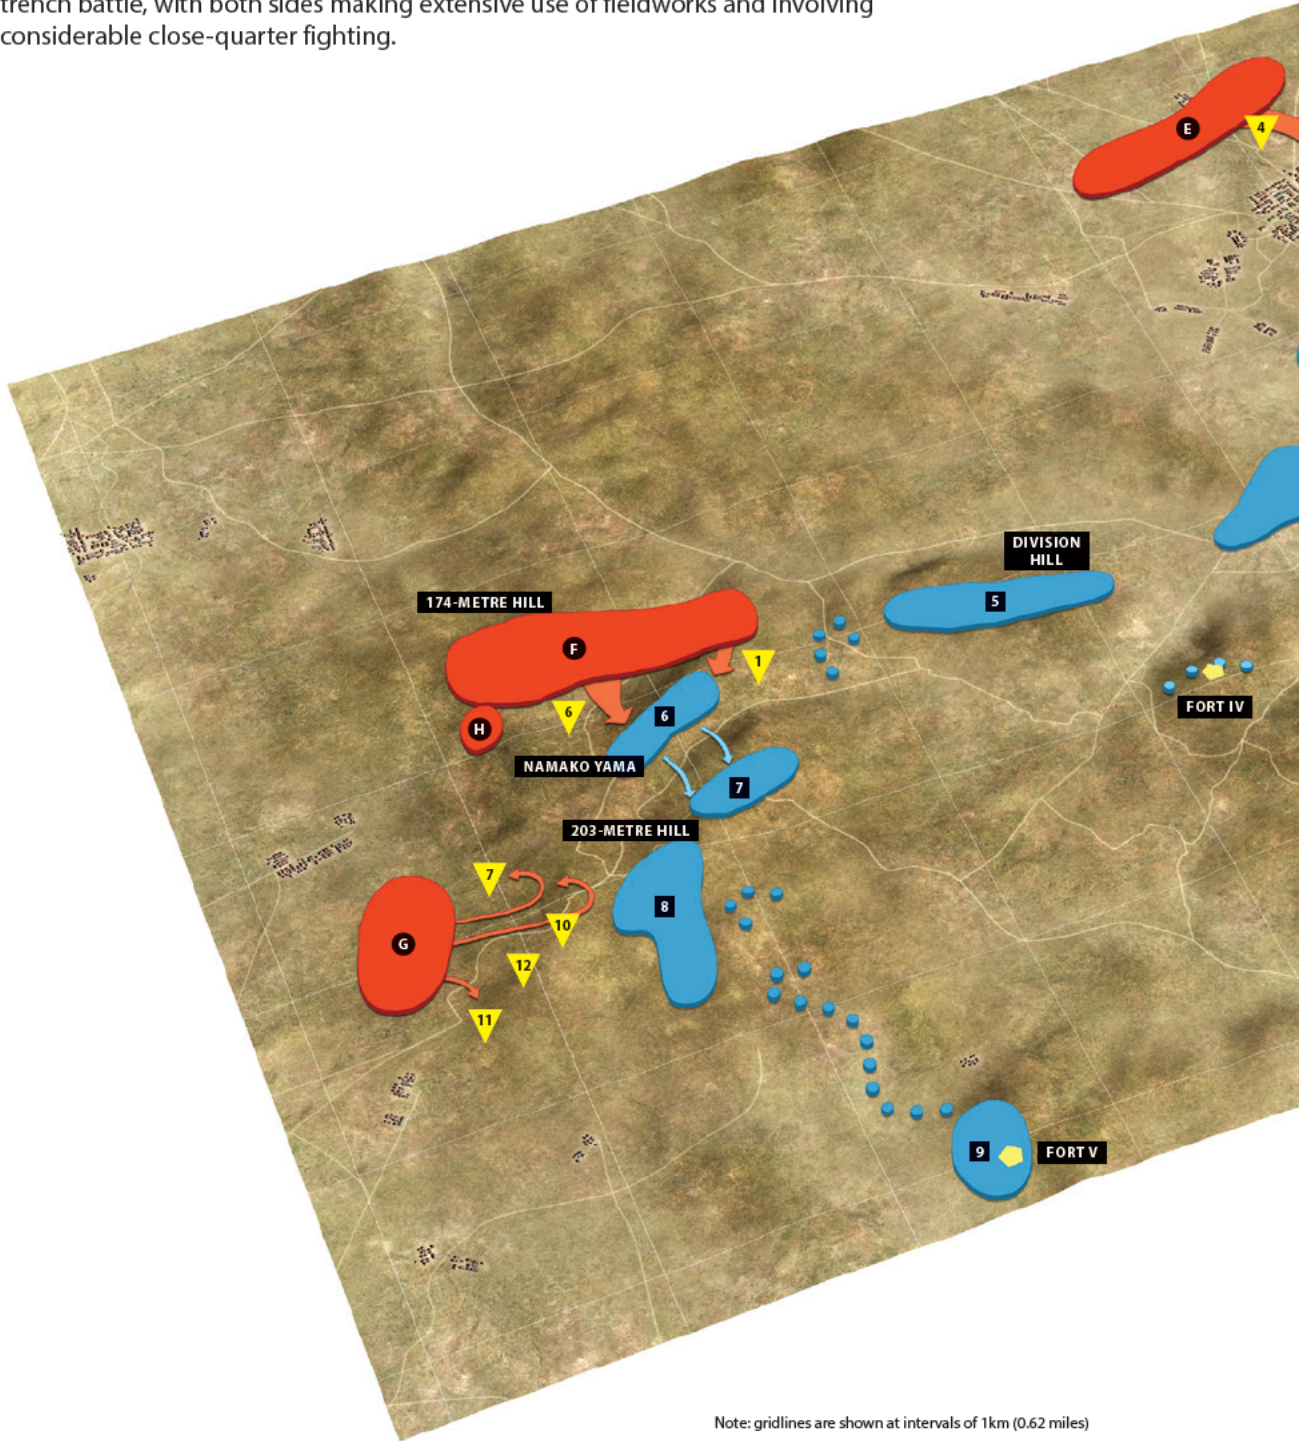 trench battle, with both sides making extensive use of fieldworks and involving
considerable close-quarter fighting.
E
4
DIVISION
HILL
5
174-METRE HILL
F
1
6
H
6
NAMAKO YAMA
7
FORT IV
203-METRE HILL
7
8
10
G
12
11
9
FORT V
Note: gridlines are shown at intervals of 1km (0.62 miles)